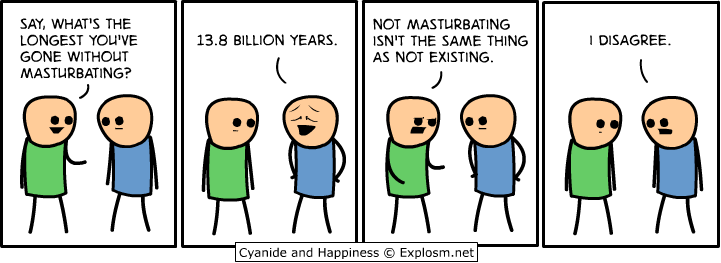 SAY, WHAT'S THE
LONGEST YOU'VE
GONE WITHOUT
MASTURBATING?
13.8 BILLION YEARS.
NOT MASTURBATING
ISN'T THE SAME THING
AS NOT EXISTING.
I DISAGREE.
Cyanide and Happiness © Explosm.net